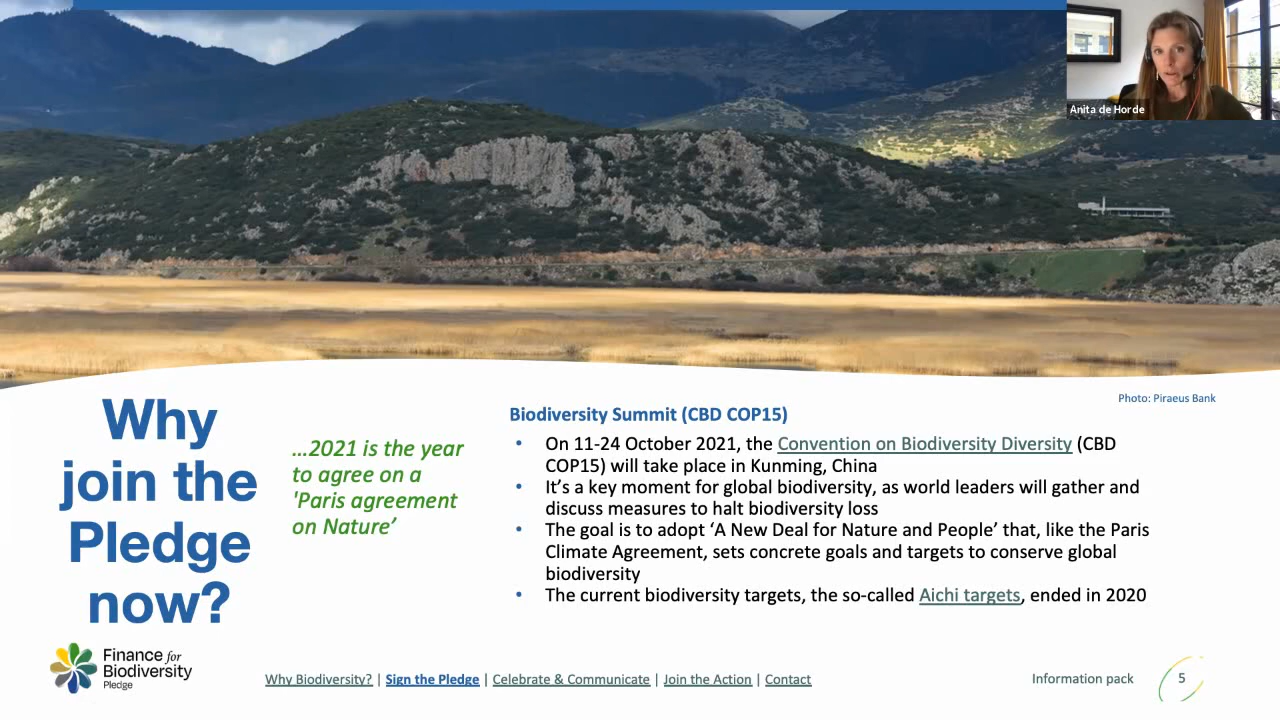 Anita de Horde
Photo: Piraeus Bank
Why
join the
Pledge
now?
…2021 is the year
to agree on a
'Paris agreement
on Nature’
Biodiversity Summit (CBD COP15)
• On 11-24 October 2021, the Convention on Biodiversity Diversity (CBD
COP15) will take place in Kunming, China
• It’s a key moment for global biodiversity, as world leaders will gather and
discuss measures to halt biodiversity loss
• The goal is to adopt ‘A New Deal for Nature and People’ that, like the Paris
Climate Agreement, sets concrete goals and targets to conserve global
biodiversity
• The current biodiversity targets, the so-called Aichi targets, ended in 2020
Finance for
Biodiversity
Pledge
Why Biodiversity? | Sign the Pledge | Celebrate & Communicate | Join the Action | Contact
Information pack
5